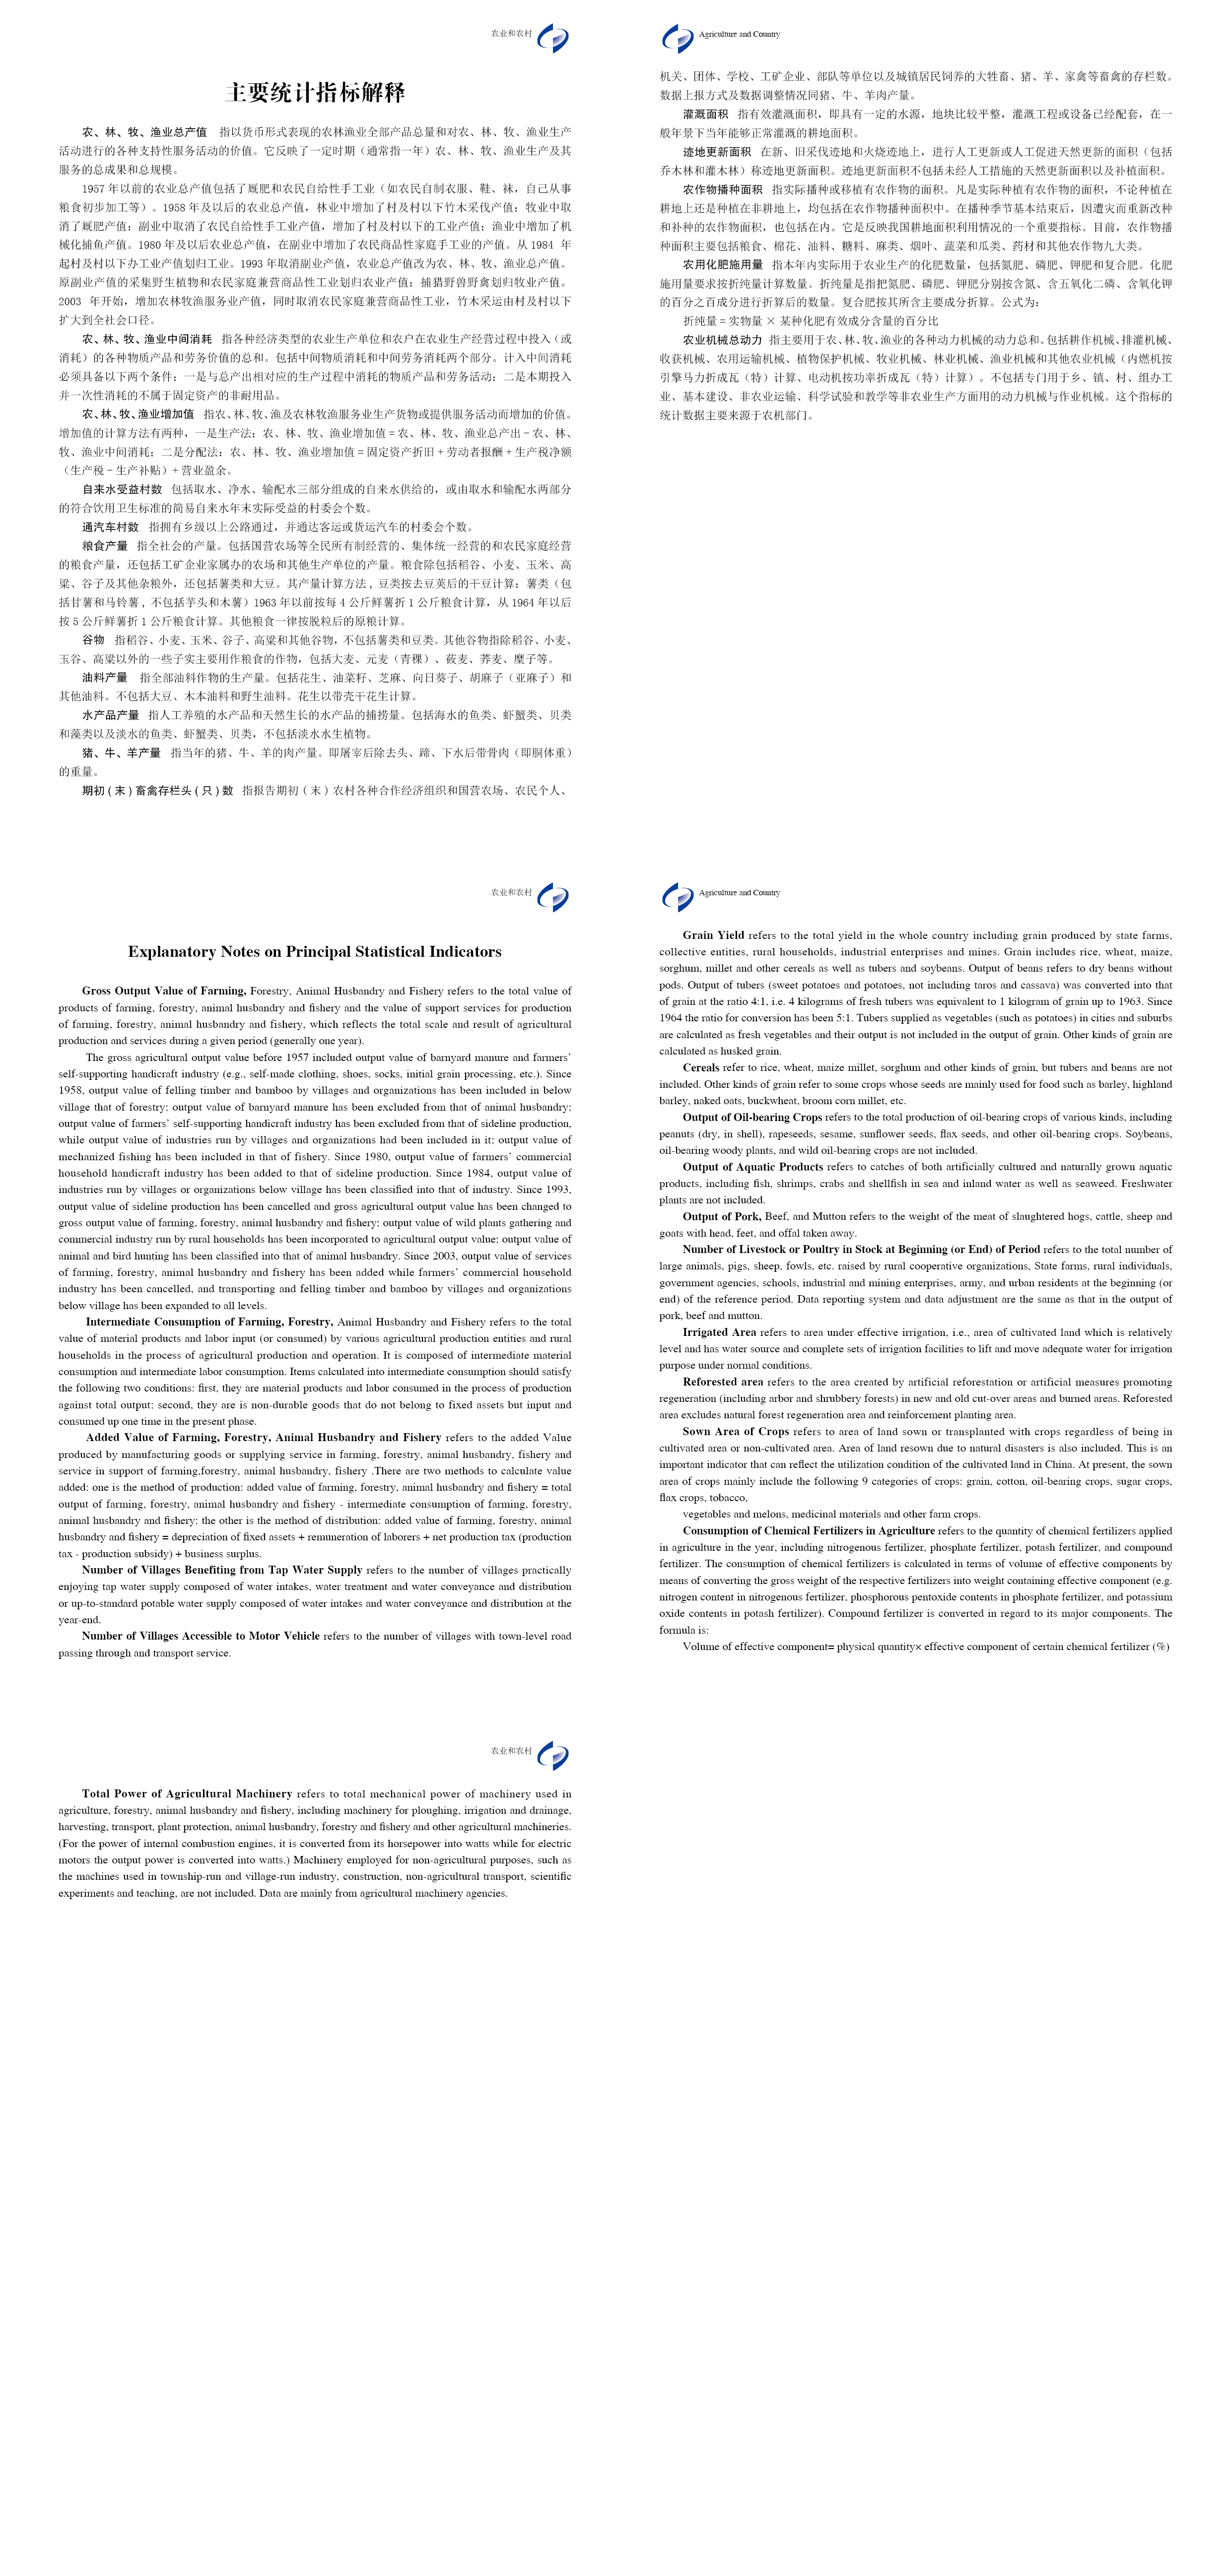 农业和农村
主要统计指标解释
农、林、牧、渔业总产值 指以货币形式表现的农林渔业全部产品总量和对农、林、牧、渔业生产
活动进行的各种支持性服务活动的价值。它反映了一定时期（通常指一年）农、林、牧、渔业生产及其
服务的总成果和总规模。
1957 年以前的农业总产值包括了厩肥和农民自给性手工业（如农民自制衣服、鞋、袜，自己从事
粮食初步加工等）。1958 年及以后的农业总产值，林业中增加了村及村以下竹木采伐产值；牧业中取
消了厩肥产值；副业中取消了农民自给性手工业产值，增加了村及村以下的工业产值；渔业中增加了机
械化捕鱼产值。1980 年及以后农业总产值，在副业中增加了农民商品性家庭手工业的产值。从 1984 年
起村及村以下办工业产值划归工业。1993 年取消副业产值，农业总产值改为农、林、牧、渔业总产值。
原副业产值的采集野生植物和农民家庭兼营商品性工业划归农业产值；捕猎野兽野禽划归牧业产值。
2003 年开始，增加农林牧渔服务业产值，同时取消农民家庭兼营商品性工业，竹木采运由村及村以下
扩大到全社会口径。
农、林、牧、渔业中间消耗 指各种经济类型的农业生产单位和农户在农业生产经营过程中投入（或
消耗）的各种物质产品和劳务价值的总和。包括中间物质消耗和中间劳务消耗两个部分。计入中间消耗
必须具备以下两个条件：一是与总产出相对应的生产过程中消耗的物质产品和劳务活动；二是本期投入
并一次性消耗的不属于固定资产的非耐用品。
农、林、牧、渔业增加值 指农、林、牧、渔及农林牧渔服务业生产货物或提供服务活动而增加的价值。
增加值的计算方法有两种，一是生产法：农、林、牧、渔业增加值 = 农、林、牧、渔业总产出 - 农、林、
牧、渔业中间消耗；二是分配法：农、林、牧、渔业增加值 = 固定资产折旧 + 劳动者报酬 + 生产税净额
（生产税 - 生产补贴）+ 营业盈余。
自来水受益村数 包括取水、净水、输配水三部分组成的自来水供给的，或由取水和输配水两部分
的符合饮用卫生标准的简易自来水年末实际受益的村委会个数。
通汽车村数 指拥有乡级以上公路通过，并通达客运或货运汽车的村委会个数。
粮食产量 指全社会的产量。包括国营农场等全民所有制经营的、集体统一经营的和农民家庭经营
的粮食产量，还包括工矿企业家属办的农场和其他生产单位的产量。粮食除包括稻谷、小麦、玉米、高
粱、谷子及其他杂粮外，还包括薯类和大豆。其产量计算方法 , 豆类按去豆荚后的干豆计算；薯类（包
括甘薯和马铃薯 , 不包括芋头和木薯）1963 年以前按每 4 公斤鲜薯折 1 公斤粮食计算，从 1964 年以后
按 5 公斤鲜薯折 1 公斤粮食计算。其他粮食一律按脱粒后的原粮计算。
谷物 指稻谷、小麦、玉米、谷子、高粱和其他谷物，不包括薯类和豆类。其他谷物指除稻谷、小麦、
玉谷、高粱以外的一些子实主要用作粮食的作物，包括大麦、元麦（青稞）、莜麦、荞麦、糜子等。
油料产量 指全部油料作物的生产量。包括花生、油菜籽、芝麻、向日葵子、胡麻子（亚麻子）和
其他油料。不包括大豆、木本油料和野生油料。花生以带壳干花生计算。
水产品产量 指人工养殖的水产品和天然生长的水产品的捕捞量。包括海水的鱼类、虾蟹类、贝类
和藻类以及淡水的鱼类、虾蟹类、贝类，不包括淡水水生植物。
猪、牛、羊产量 指当年的猪、牛、羊的肉产量。即屠宰后除去头、蹄、下水后带骨肉（即胴体重）
的重量。
期初 ( 末 ) 畜禽存栏头 ( 只 ) 数 指报告期初 ( 末 ) 农村各种合作经济组织和国营农场、农民个人、
Agriculture and Country
机关、团体、学校、工矿企业、部队等单位以及城镇居民饲养的大牲畜、猪、羊、家禽等畜禽的存栏数。
数据上报方式及数据调整情况同猪、牛、羊肉产量。
灌溉面积 指有效灌溉面积，即具有一定的水源，地块比较平整，灌溉工程或设备已经配套，在一
般年景下当年能够正常灌溉的耕地面积。
迹地更新面积 在新、旧采伐迹地和火烧迹地上，进行人工更新或人工促进天然更新的面积（包括
乔木林和灌木林）称迹地更新面积。迹地更新面积不包括未经人工措施的天然更新面积以及补植面积。
农作物播种面积 指实际播种或移植有农作物的面积。凡是实际种植有农作物的面积，不论种植在
耕地上还是种植在非耕地上，均包括在农作物播种面积中。在播种季节基本结束后，因遭灾而重新改种
和补种的农作物面积，也包括在内。它是反映我国耕地面积利用情况的一个重要指标。目前，农作物播
种面积主要包括粮食、棉花、油料、糖料、麻类、烟叶、蔬菜和瓜类、药材和其他农作物九大类。
农用化肥施用量 指本年内实际用于农业生产的化肥数量，包括氮肥、磷肥、钾肥和复合肥。化肥
施用量要求按折纯量计算数量。折纯量是指把氮肥、磷肥、钾肥分别按含氮、含五氧化二磷、含氧化钾
的百分之百成分进行折算后的数量。复合肥按其所含主要成分折算。公式为：
折纯量 = 实物量 × 某种化肥有效成分含量的百分比
农业机械总动力 指主要用于农、林、牧、渔业的各种动力机械的动力总和。包括耕作机械、排灌机械、
收获机械、农用运输机械、植物保护机械、牧业机械、林业机械、渔业机械和其他农业机械（内燃机按
引擎马力折成瓦（特）计算、电动机按功率折成瓦（特）计算）。不包括专门用于乡、镇、村、组办工
业、基本建设、非农业运输、科学试验和教学等非农业生产方面用的动力机械与作业机械。这个指标的
统计数据主要来源于农机部门。
农业和农村
Explanatory Notes on Principal Statistical Indicators
Gross Output Value of Farming, Forestry, Animal Husbandry and Fishery refers to the total value of
products of farming, forestry, animal husbandry and fishery and the value of support services for production
of farming, forestry, animal husbandry and fishery, which reflects the total scale and result of agricultural
production and services during a given period (generally one year).
The gross agricultural output value before 1957 included output value of barnyard manure and farmers’
self-supporting handicraft industry (e.g., self-made clothing, shoes, socks, initial grain processing, etc.). Since
1958, output value of felling timber and bamboo by villages and organizations has been included in below
village that of forestry; output value of barnyard manure has been excluded from that of animal husbandry;
output value of farmers’ self-supporting handicraft industry has been excluded from that of sideline production,
while output value of industries run by villages and organizations had been included in it; output value of
mechanized fishing has been included in that of fishery. Since 1980, output value of farmers’ commercial
household handicraft industry has been added to that of sideline production. Since 1984, output value of
industries run by villages or organizations below village has been classified into that of industry. Since 1993,
output value of sideline production has been cancelled and gross agricultural output value has been changed to
gross output value of farming, forestry, animal husbandry and fishery; output value of wild plants gathering and
commercial industry run by rural households has been incorporated to agricultural output value; output value of
animal and bird hunting has been classified into that of animal husbandry. Since 2003, output value of services
of farming, forestry, animal husbandry and fishery has been added while farmers’ commercial household
industry has been cancelled, and transporting and felling timber and bamboo by villages and organizations
below village has been expanded to all levels.
Intermediate Consumption of Farming, Forestry, Animal Husbandry and Fishery refers to the total
value of material products and labor input (or consumed) by various agricultural production entities and rural
households in the process of agricultural production and operation. It is composed of intermediate material
consumption and intermediate labor consumption. Items calculated into intermediate consumption should satisfy
the following two conditions: first, they are material products and labor consumed in the process of production
against total output; second, they are is non-durable goods that do not belong to fixed assets but input and
consumed up one time in the present phase.
Added Value of Farming, Forestry, Animal Husbandry and Fishery refers to the added Value
produced by manufacturing goods or supplying service in farming, forestry, animal husbandry, fishery and
service in support of farming,forestry, animal husbandry, fishery .There are two methods to calculate value
added: one is the method of production: added value of farming, forestry, animal husbandry and fishery = total
output of farming, forestry, animal husbandry and fishery - intermediate consumption of farming, forestry,
animal husbandry and fishery; the other is the method of distribution: added value of farming, forestry, animal
husbandry and fishery = depreciation of fixed assets + remuneration of laborers + net production tax (production
tax - production subsidy) + business surplus.
Number of Villages Benefiting from Tap Water Supply refers to the number of villages practically
enjoying tap water supply composed of water intakes, water treatment and water conveyance and distribution
or up-to-standard potable water supply composed of water intakes and water conveyance and distribution at the
year-end.
Number of Villages Accessible to Motor Vehicle refers to the number of villages with town-level road
passing through and transport service.
Agriculture and Country
Grain Yield refers to the total yield in the whole country including grain produced by state farms,
collective entities, rural households, industrial enterprises and mines. Grain includes rice, wheat, maize,
sorghum, millet and other cereals as well as tubers and soybeans. Output of beans refers to dry beans without
pods. Output of tubers (sweet potatoes and potatoes, not including taros and cassava) was converted into that
of grain at the ratio 4:1, i.e. 4 kilograms of fresh tubers was equivalent to 1 kilogram of grain up to 1963. Since
1964 the ratio for conversion has been 5:1. Tubers supplied as vegetables (such as potatoes) in cities and suburbs
are calculated as fresh vegetables and their output is not included in the output of grain. Other kinds of grain are
calculated as husked grain.
Cereals refer to rice, wheat, maize millet, sorghum and other kinds of grain, but tubers and beans are not
included. Other kinds of grain refer to some crops whose seeds are mainly used for food such as barley, highland
barley, naked oats, buckwheat, broom corn millet, etc.
Output of Oil-bearing Crops refers to the total production of oil-bearing crops of various kinds, including
peanuts (dry, in shell), rapeseeds, sesame, sunflower seeds, flax seeds, and other oil-bearing crops. Soybeans,
oil-bearing woody plants, and wild oil-bearing crops are not included.
Output of Aquatic Products refers to catches of both artificially cultured and naturally grown aquatic
products, including fish, shrimps, crabs and shellfish in sea and inland water as well as seaweed. Freshwater
plants are not included.
Output of Pork, Beef, and Mutton refers to the weight of the meat of slaughtered hogs, cattle, sheep and
goats with head, feet, and offal taken away.
Number of Livestock or Poultry in Stock at Beginning (or End) of Period refers to the total number of
large animals, pigs, sheep, fowls, etc. raised by rural cooperative organizations, State farms, rural individuals,
government agencies, schools, industrial and mining enterprises, army, and urban residents at the beginning (or
end) of the reference period. Data reporting system and data adjustment are the same as that in the output of
pork, beef and mutton.
Irrigated Area refers to area under effective irrigation, i.e., area of cultivated land which is relatively
level and has water source and complete sets of irrigation facilities to lift and move adequate water for irrigation
purpose under normal conditions.
Reforested area refers to the area created by artificial reforestation or artificial measures promoting
regeneration (including arbor and shrubbery forests) in new and old cut-over areas and burned areas. Reforested
area excludes natural forest regeneration area and reinforcement planting area.
Sown Area of Crops refers to area of land sown or transplanted with crops regardless of being in
cultivated area or non-cultivated area. Area of land resown due to natural disasters is also included. This is an
important indicator that can reflect the utilization condition of the cultivated land in China. At present, the sown
area of crops mainly include the following 9 categories of crops: grain, cotton, oil-bearing crops, sugar crops,
flax crops, tobacco,
vegetables and melons, medicinal materials and other farm crops.
Consumption of Chemical Fertilizers in Agriculture refers to the quantity of chemical fertilizers applied
in agriculture in the year, including nitrogenous fertilizer, phosphate fertilizer, potash fertilizer, and compound
fertilizer. The consumption of chemical fertilizers is calculated in terms of volume of effective components by
means of converting the gross weight of the respective fertilizers into weight containing effective component (e.g.
nitrogen content in nitrogenous fertilizer, phosphorous pentoxide contents in phosphate fertilizer, and potassium
oxide contents in potash fertilizer). Compound fertilizer is converted in regard to its major components. The
formula is:
Volume of effective component= physical quantity× effective component of certain chemical fertilizer (%)
农业和农村
Total Power of Agricultural Machinery refers to total mechanical power of machinery used in
agriculture, forestry, animal husbandry and fishery, including machinery for ploughing, irrigation and drainage,
harvesting, transport, plant protection, animal husbandry, forestry and fishery and other agricultural machineries.
(For the power of internal combustion engines, it is converted from its horsepower into watts while for electric
motors the output power is converted into watts.) Machinery employed for non-agricultural purposes, such as
the machines used in township-run and village-run industry, construction, non-agricultural transport, scientific
experiments and teaching, are not included. Data are mainly from agricultural machinery agencies.